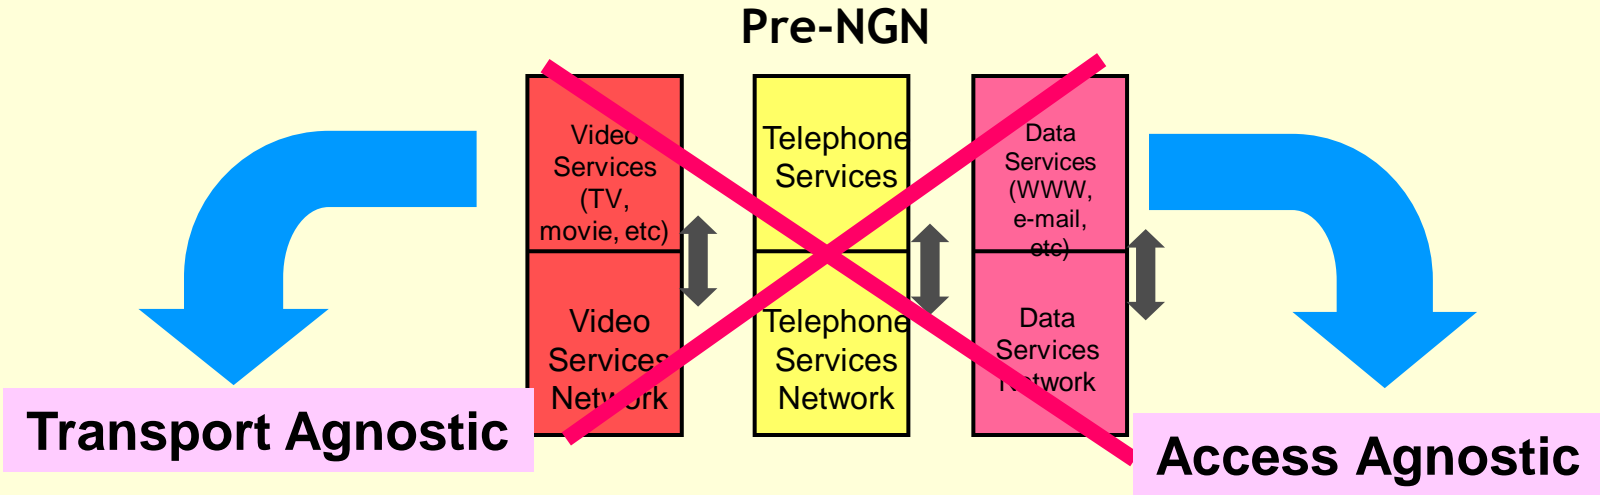 Pre-NGN
Video
Services
(TV,
movie, etc)
Telephone
Services
Data
Services
(WWW,
e-mail,
etc)
Video
Services
Network
Telephone
Services
Network
Data
Services
Network
Transport Agnostic
Access Agnostic